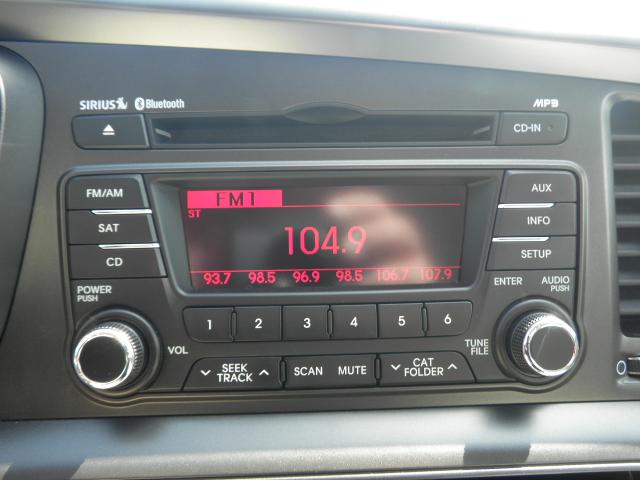 SIRIUS Bluetooth MP3
CD-IN
FM/AM FM1 AUX
ST
SAT 104.9 INFO
CD SETUP
93.7 98.5 96.9 98.5 106.7 107.9
POWER PUSH ENTER AUDIO PUSH
1 2 3 4 5 6
VOL TUNE FILE
SEEK TRACK SCAN MUTE CAT FOLDER
0